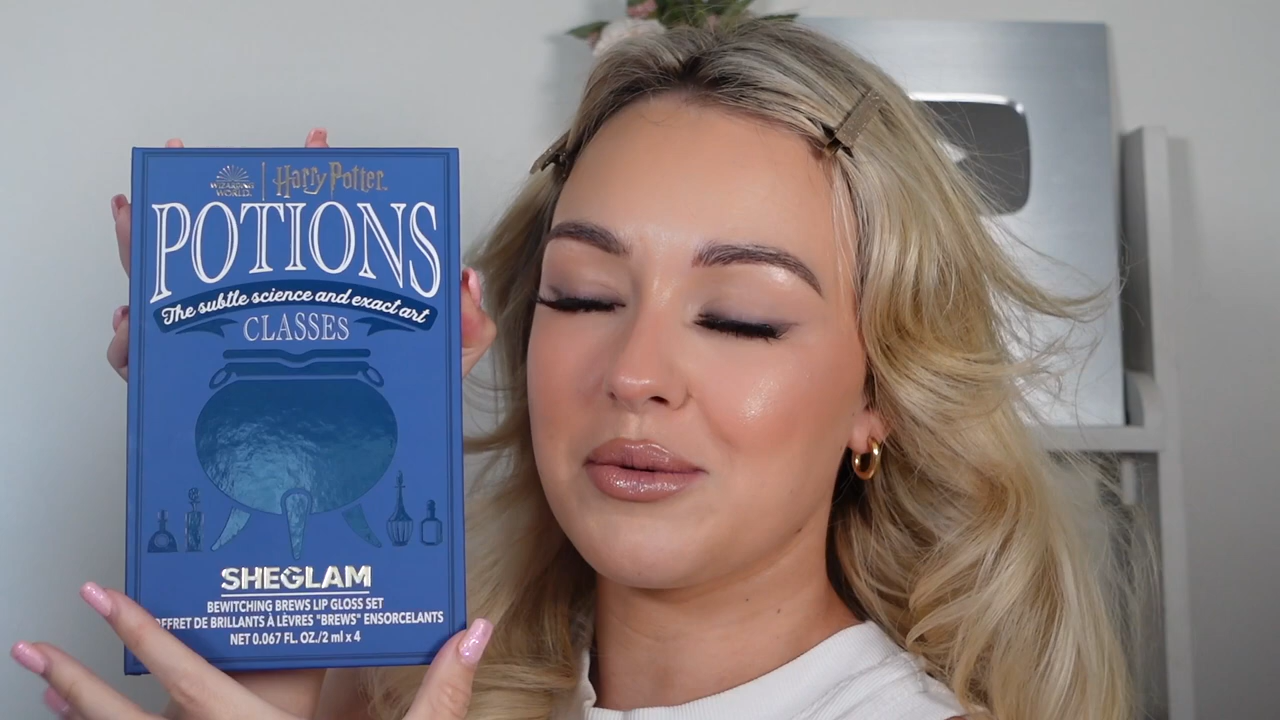 WIZARDING
WORLD
Harry Potter
POTIONS
The subtle science and exact art
CLASSES
SHEGLAM
BEWITCHING BREWS LIP GLOSS SET
FFRET DE BRILLANTS À LÈVRES "BREWS" ENSORCELANTS
NET 0.067 FL. OZ./2 ml x 4